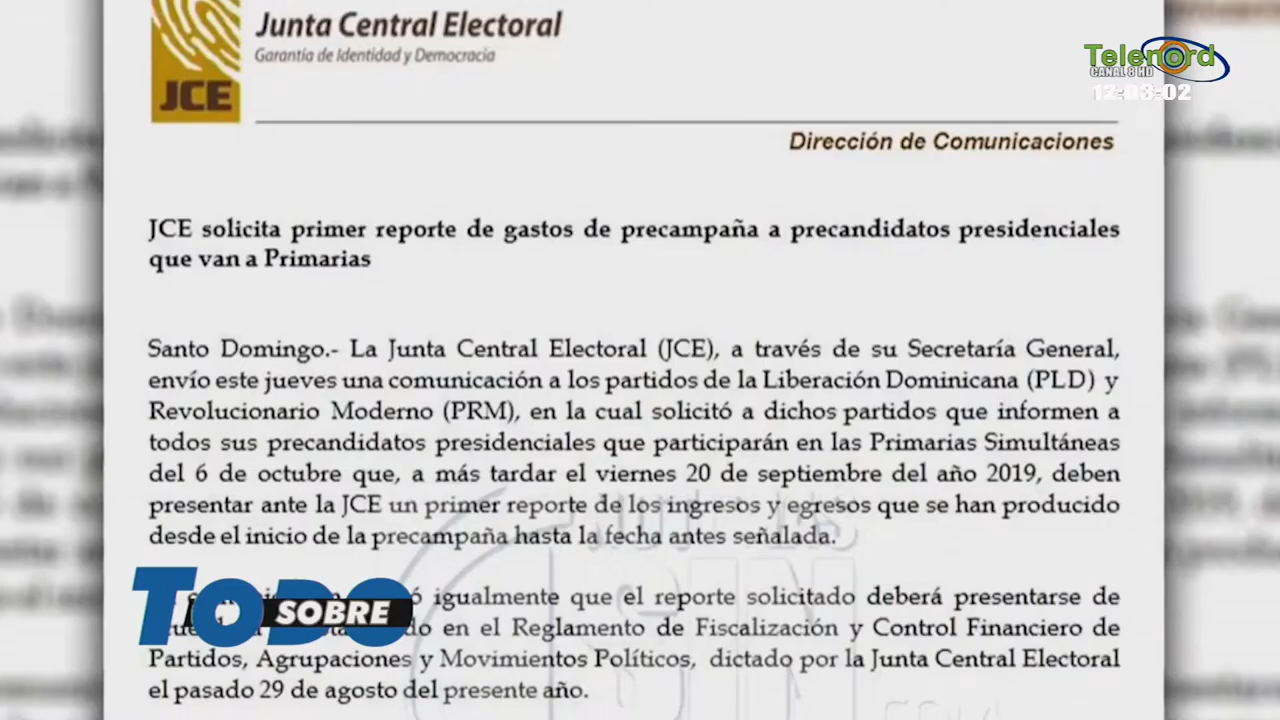 Junta Central Electoral
Garantía de Identidad y Democracia
JCE
Telenord
CANAL 8 HD
12:03:02
Dirección de Comunicaciones
JCE solicita primer reporte de gastos de precampaña a precandidatos presidenciales
que van a Primarias
Santo Domingo.- La Junta Central Electoral (JCE), a través de su Secretaría General,
envío este jueves una comunicación a los partidos de la Liberación Dominicana (PLD) y
Revolucionario Moderno (PRM), en la cual solicitó a dichos partidos que informen a
todos sus precandidatos presidenciales que participarán en las Primarias Simultáneas
del 6 de octubre que, a más tardar el viernes 20 de septiembre del año 2019, deben
presentar ante la JCE un primer reporte de los ingresos y egresos que se han producido
desde el inicio de la precampaña hasta la fecha antes señalada.
igualmente que el reporte solicitado deberá presentarse de
en el Reglamento de Fiscalización y Control Financiero de
Partidos, Agrupaciones y Movimientos Políticos, dictado por la Junta Central Electoral
el pasado 29 de agosto del presente año.
TODO
SOBRE
SIN